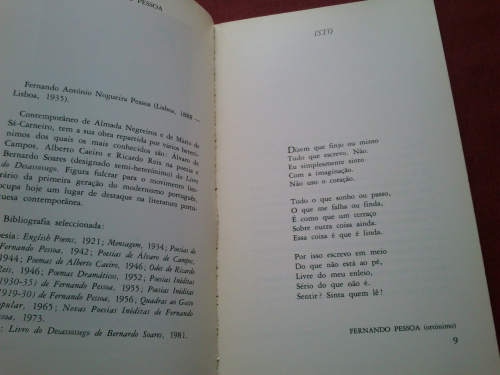 PESSOA
Fernando António Nogueira Pessoa (Lisboa, 1888 —
Lisboa, 1935).
Contemporâneo de Almada Negreiros e de Mário de
Sá-Carneiro, tem a sua obra repartida por vários heteró-
nimos dos quais os mais conhecidos são: Álvaro de
Campos, Alberto Caeiro e Ricardo Reis na poesia e
Bernardo Soares (designado semi-heterónimo) do Livro
Desassossego. Figura fulcral para o movimento lite-
rário da primeira geração do modernismo português,
ocupa hoje um lugar de destaque na literatura portu-
guesa contemporânea.
Bibliografia seleccionada:
esia: English Poems, 1921; Mensagem, 1934; Poesias de
Fernando Pessoa, 1942; Poesias de Álvaro de Campos,
1944; Poemas de Alberto Caeiro, 1946; Odes de Ricardo
Reis, 1946; Poemas Dramáticos, 1952; Poesias Inéditas
1930-35) de Fernando Pessoa, 1955; Poesias Inéditas
1919-30) de Fernando Pessoa, 1956; Quadras ao Gosto
opular, 1965; Novas Poesias Inéditas de Fernando
Pessoa, 1973.
: Livro do Desassossego de Bernardo Soares, 1981.
ISTO
Dizem que finjo ou minto
Tudo que escrevo. Não.
Eu simplesmente sinto
Com a imaginação.
Não uso o coração.
Tudo o que sonho ou passo,
O que me falha ou finda,
É como que um terraço
Sobre outra coisa ainda.
Essa coisa é que é linda.
Por isso escrevo em meio
Do que não está ao pé,
Livre do meu enleio,
Sério do que não é.
Sentir? Sinta quem lê!
FERNANDO PESSOA (ortónimo)
9